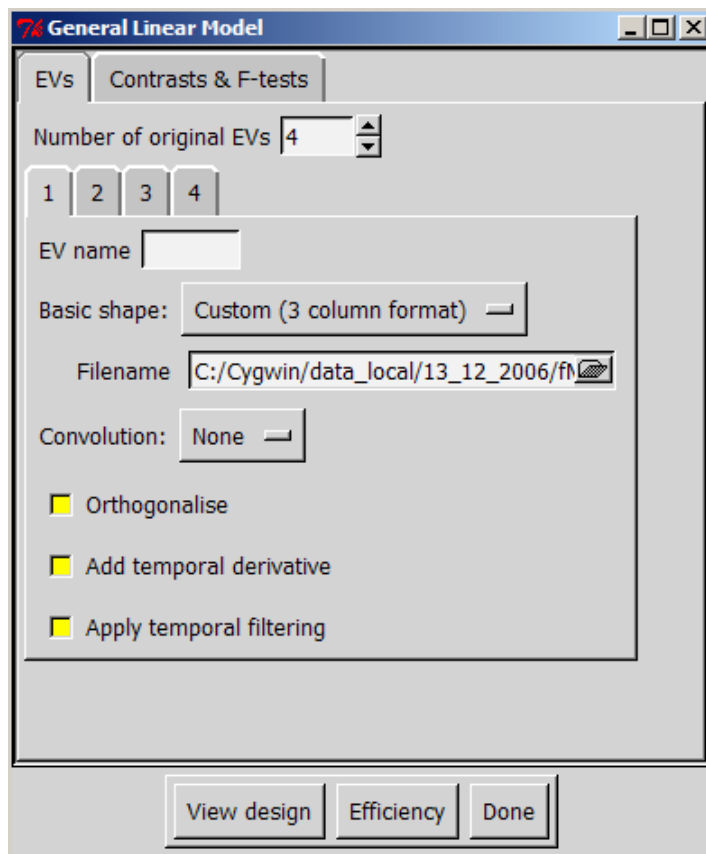 General Linear Model
EVs Contrasts & F-tests
Number of original EVs 4
1 2 3 4
EV name
Basic shape: Custom (3 column format)
Filename C:/Cygwin/data_local/13_12_2006/fM
Convolution: None
Orthogonalise
Add temporal derivative
Apply temporal filtering
View design Efficiency Done